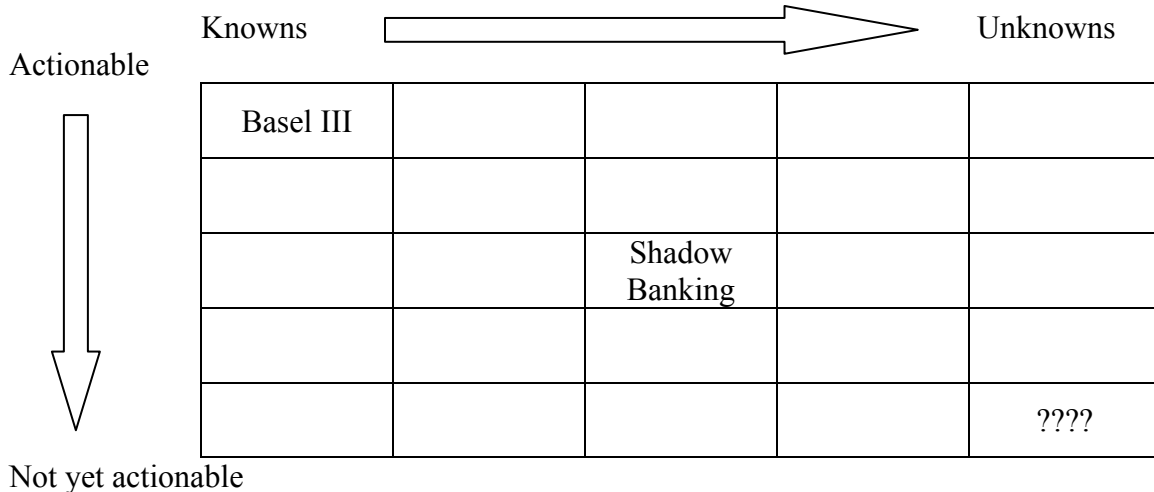 Knowns
Unknowns
Actionable
Basel III
Shadow
Banking
????
Not yet actionable